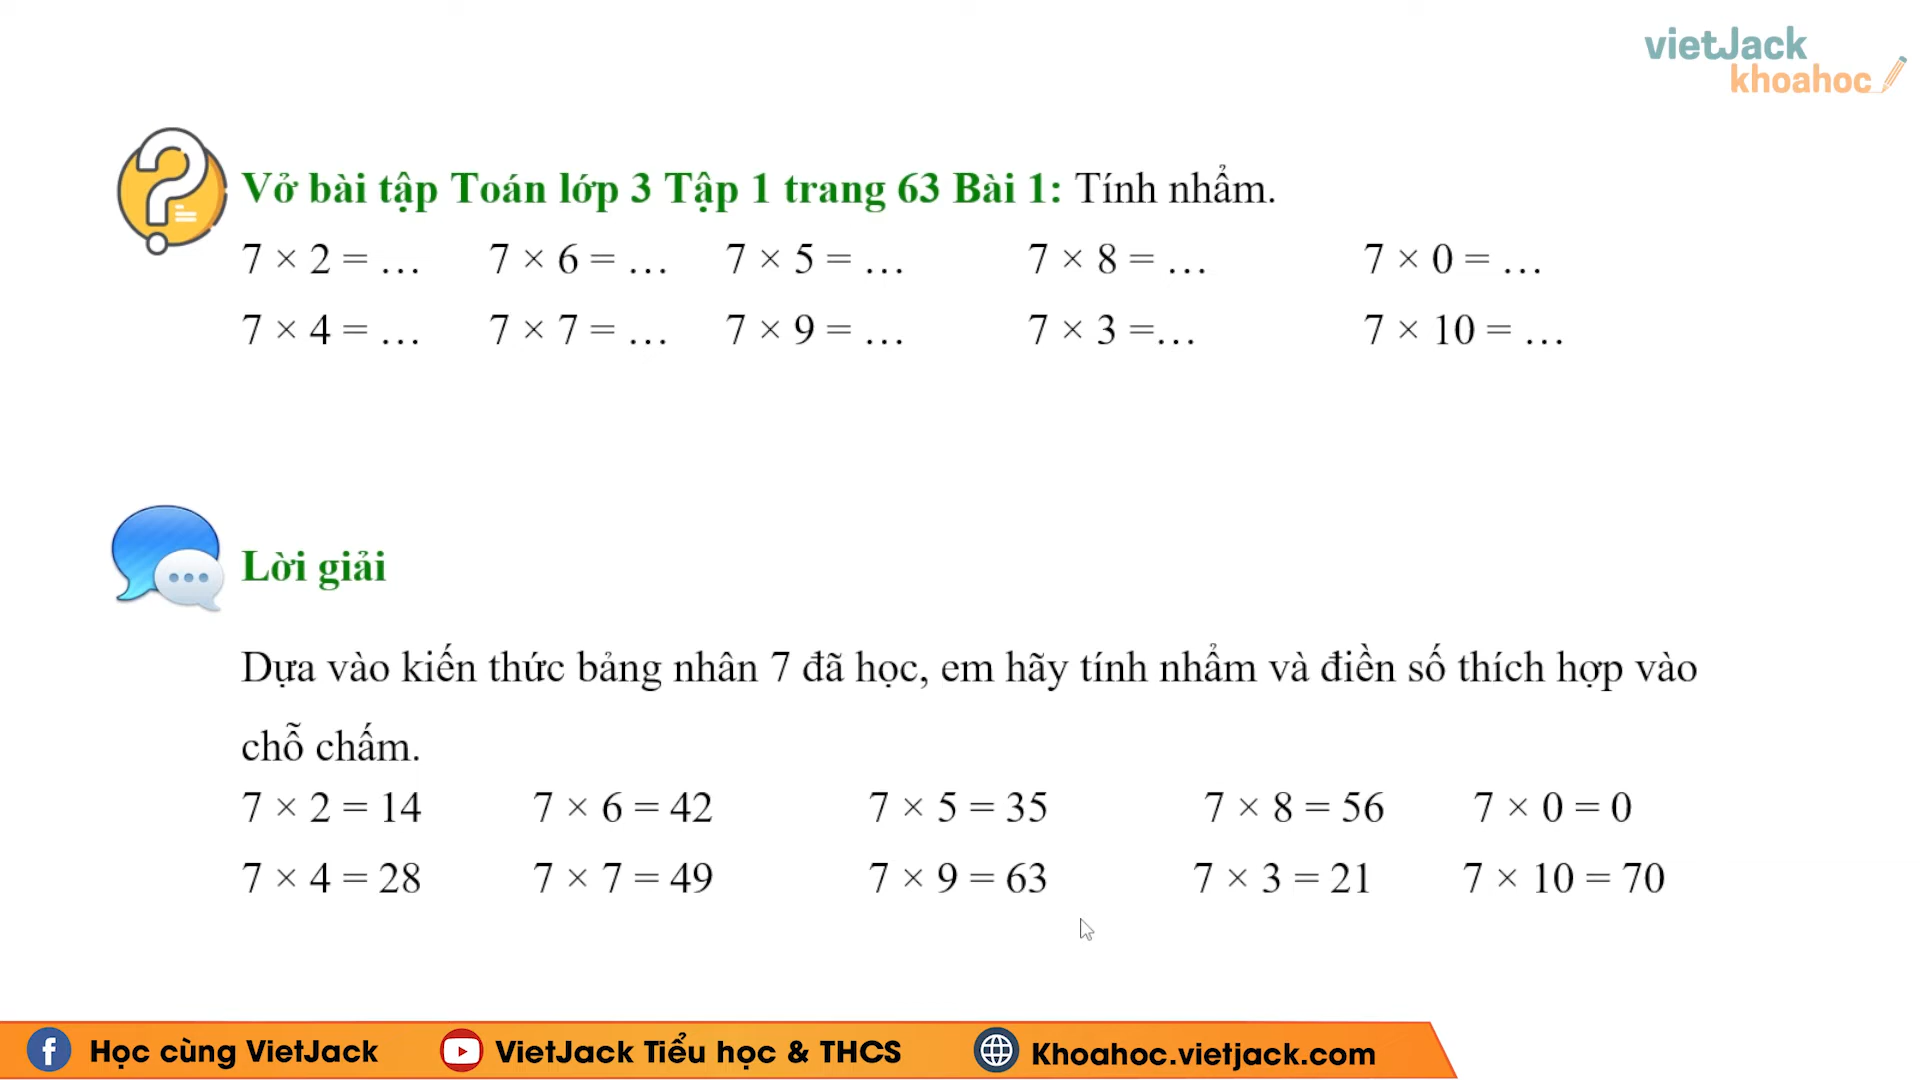 vietJack
khoahoc
Vở bài tập Toán lớp 3 Tập 1 trang 63 Bài 1: Tính nhẩm.
7 × 2 = … 7 × 6 = … 7 × 5 = … 7 × 8 = … 7 × 0 = …
7 × 4 = … 7 × 7 = … 7 × 9 = … 7 × 3 =… 7 × 10 = …
Lời giải
Dựa vào kiến thức bảng nhân 7 đã học, em hãy tính nhẩm và điền số thích hợp vào
chỗ chấm.
7 × 2 = 14 7 × 6 = 42 7 × 5 = 35 7 × 8 = 56 7 × 0 = 0
7 × 4 = 28 7 × 7 = 49 7 × 9 = 63 7 × 3 = 21 7 × 10 = 70
Học cùng VietJack VietJack Tiểu học & THCS Khoahoc.vietjack.com